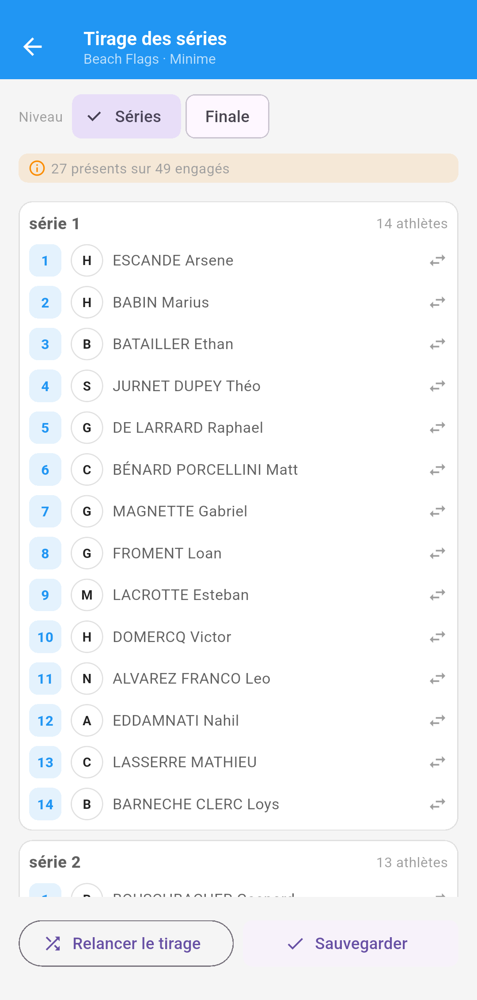 Tirage des séries
Beach Flags · Minime
Niveau Séries Finale
27 présents sur 49 engagés
série 1 14 athlètes
1 H ESCANDE Arsene
2 H BABIN Marius
3 B BATAILLER Ethan
4 S JURNET DUPEY Théo
5 G DE LARRARD Raphael
6 C BÉNARD PORCELLINI Matt
7 G MAGNETTE Gabriel
8 G FROMENT Loan
9 M LACROTTE Esteban
10 H DOMERCQ Victor
11 N ALVAREZ FRANCO Leo
12 A EDDAMNATI Nahil
13 C LASSERRE MATHIEU
14 B BARNECHE CLERC Loys
série 2 13 athlètes
1
Relancer le tirage Sauvegarder